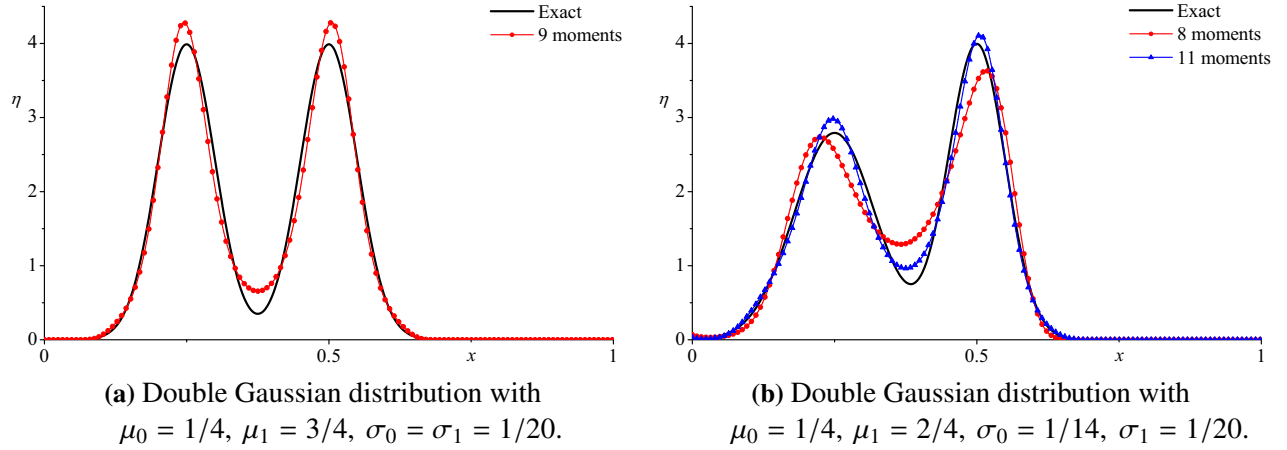 Exact
9 moments
4
3
η
2
1
0
0
0.5
x
1
(a) Double Gaussian distribution with
μ₀ = 1/4, μ₁ = 3/4, σ₀ = σ₁ = 1/20.
Exact
8 moments
11 moments
4
3
η
2
1
0
0
0.5
x
1
(b) Double Gaussian distribution with
μ₀ = 1/4, μ₁ = 2/4, σ₀ = 1/14, σ₁ = 1/20.